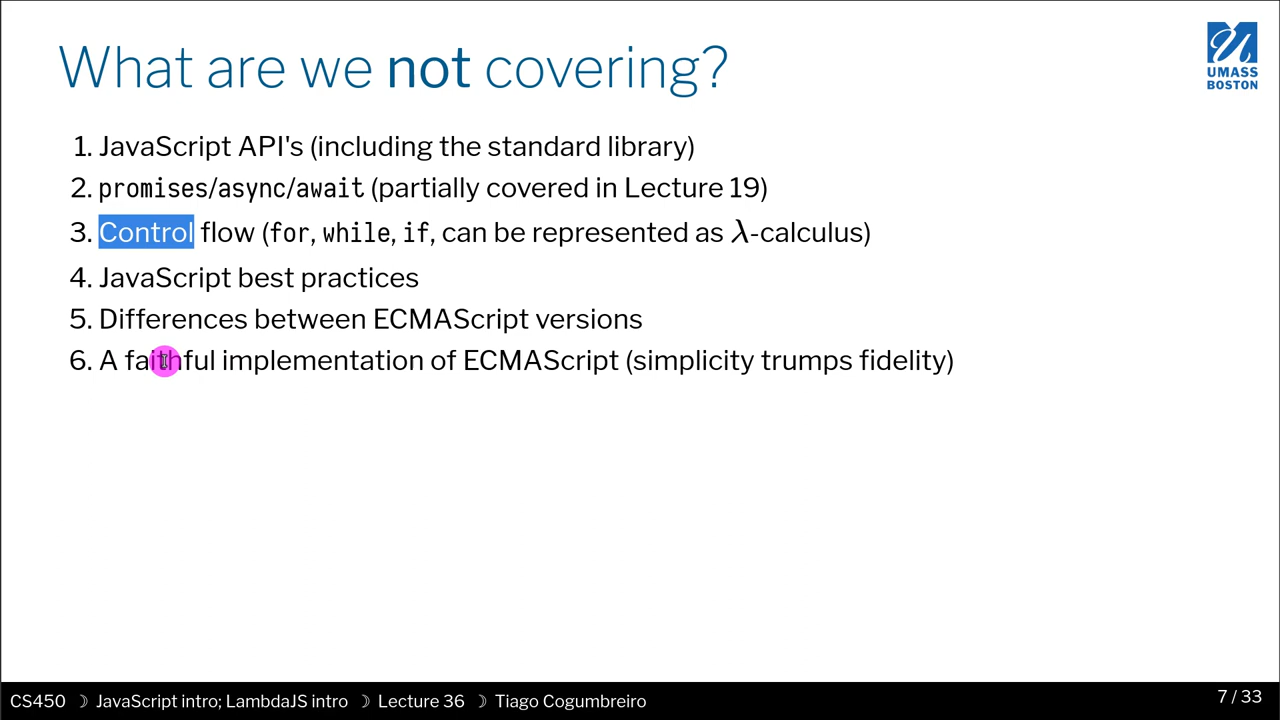 What are we not covering?
UMASS
BOSTON
1. JavaScript API's (including the standard library)
2. promises/async/await (partially covered in Lecture 19)
3. Control flow (for, while, if, can be represented as λ-calculus)
4. JavaScript best practices
5. Differences between ECMAScript versions
6. A faithful implementation of ECMAScript (simplicity trumps fidelity)
CS450 ☽ JavaScript intro; LambdaJS intro ☽ Lecture 36 ☽ Tiago Cogumbreiro
7 / 33